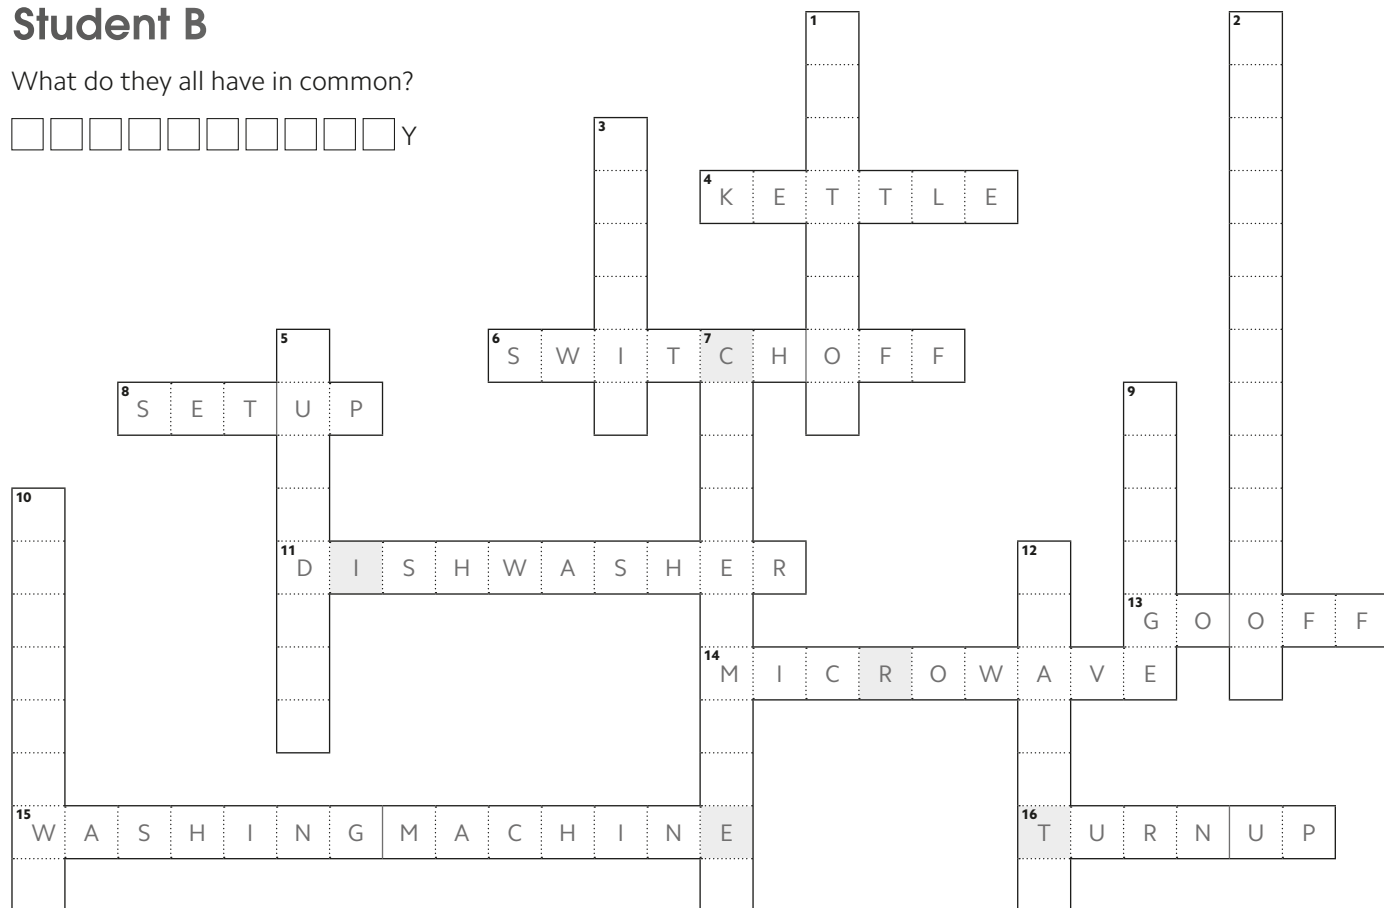 Student B
What do they all have in common?
Y
1
2
3
4 K E T T L E
5
6 S W I T 7 C H O F F
8 S E T U P
9
10
11 D I S H W A S H E R
12
13 G O O F F
14 M I C R O W A V E
15 W A S H I N G M A C H I N E
16 T U R N U P